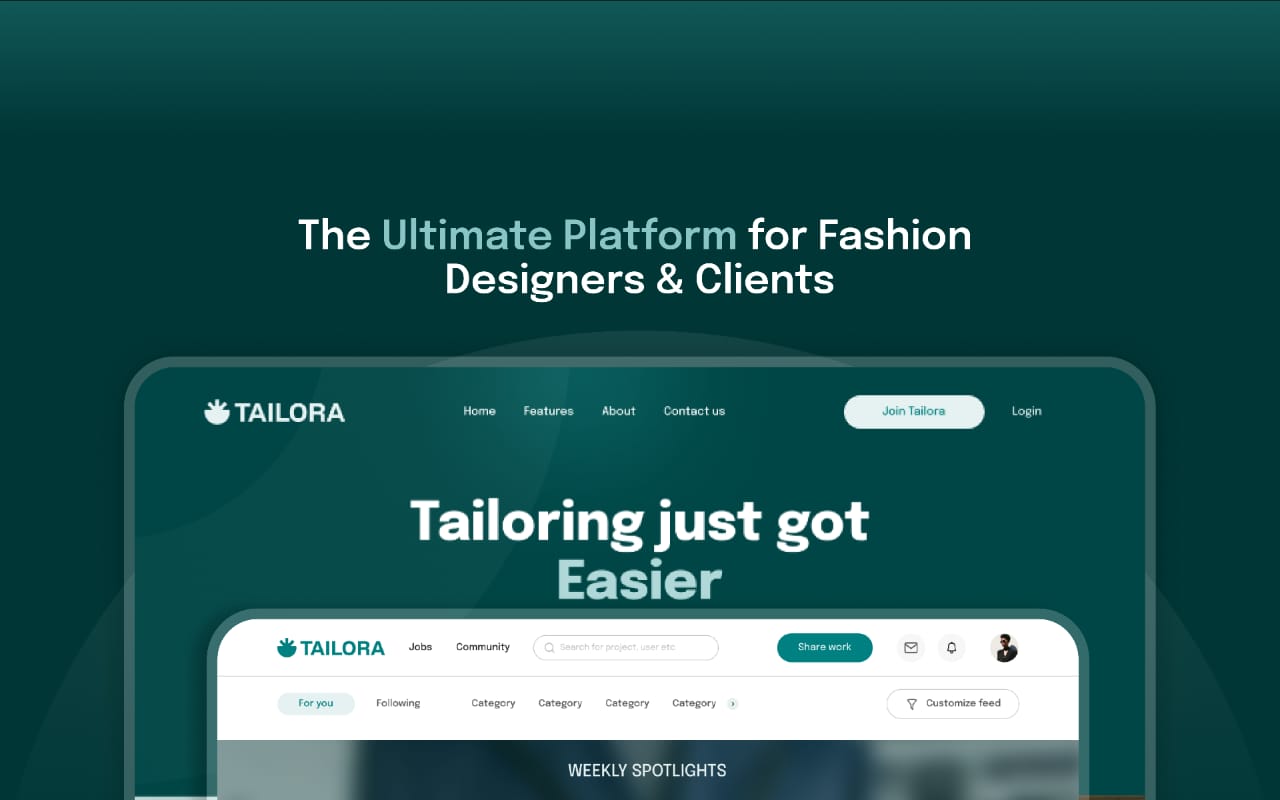 The Ultimate Platform for Fashion
Designers & Clients
TAILORA
Home Features About Contact us
Join Tailora
Login
Tailoring just got
Easier
TAILORA
Jobs Community
Search for project, user etc
Share work
For you
Following
Category Category Category Category
Customize feed
WEEKLY SPOTLIGHTS